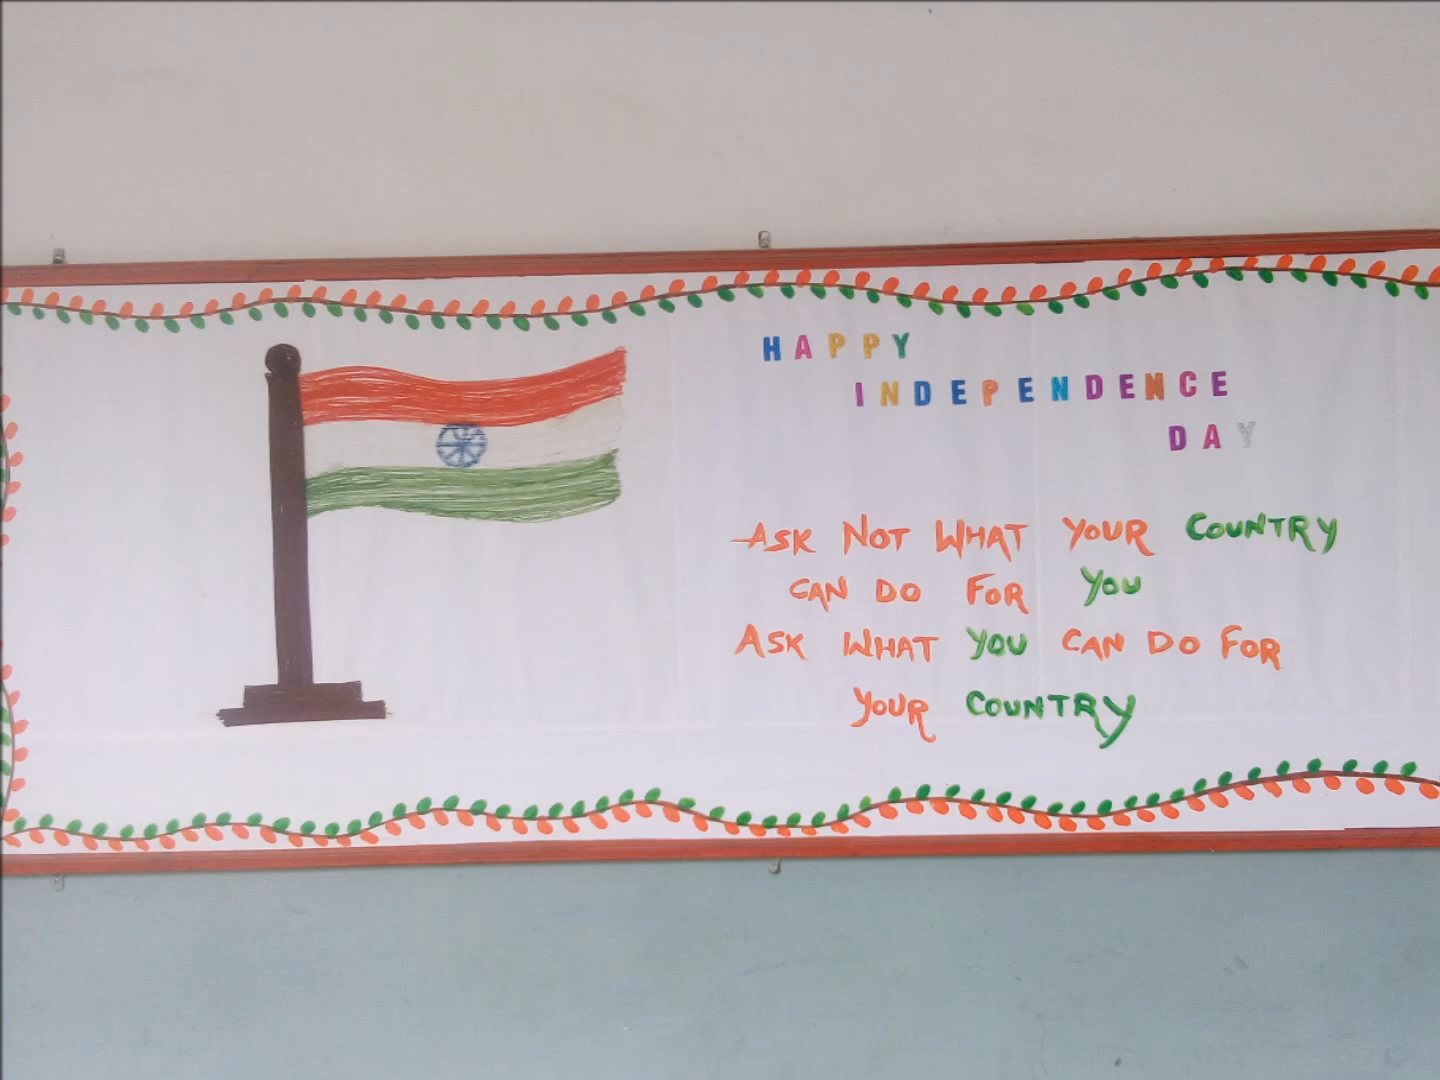 HAPPY
INDEPENDENCE
DAY
ASK NOT WHAT YOUR COUNTRY
CAN DO FOR YOU
ASK WHAT YOU CAN DO FOR
YOUR COUNTRY